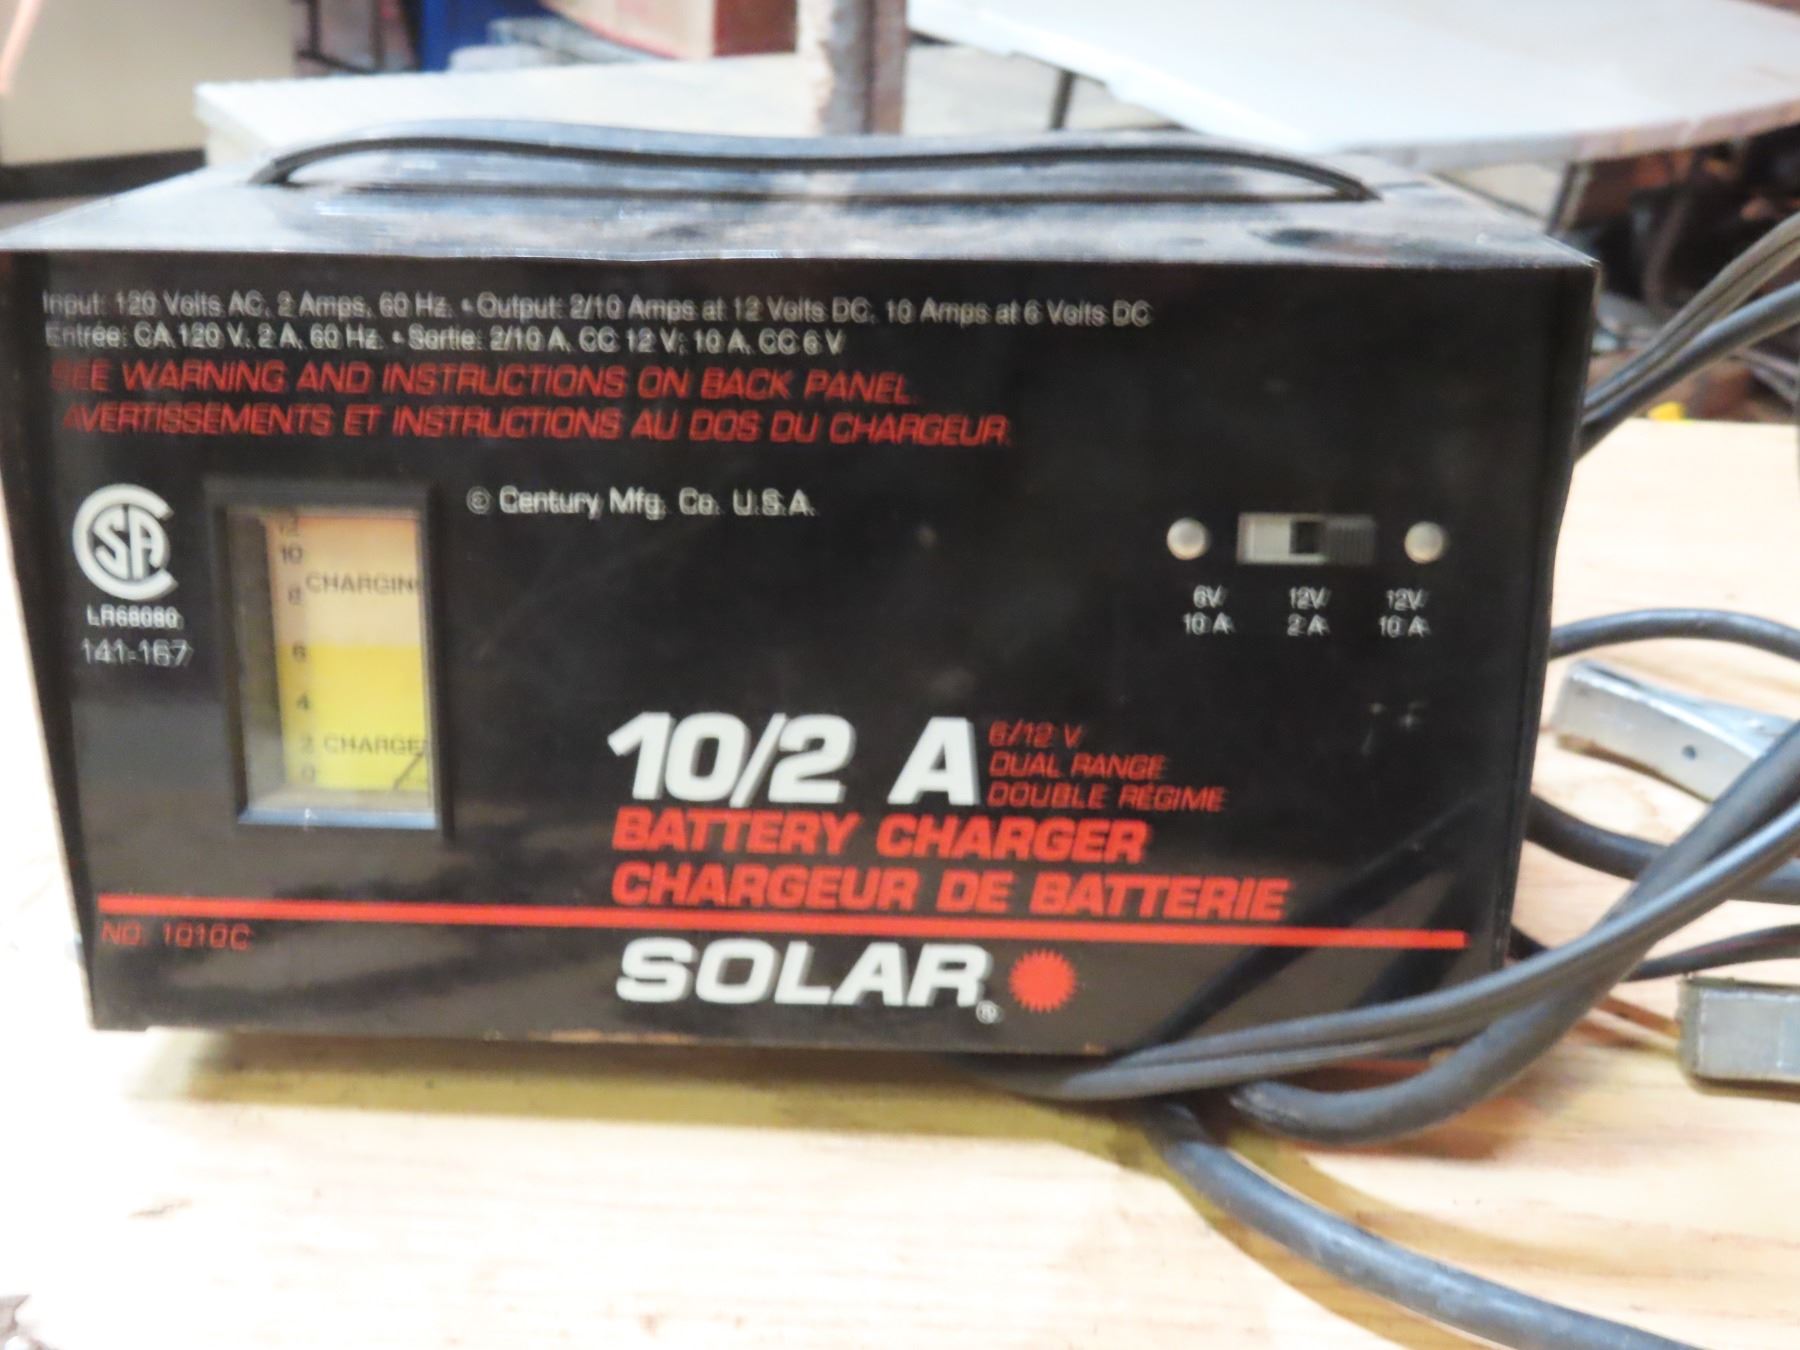 Input: 120 Volts AC, 2 Amps, 60 Hz. • Output: 2/10 Amps at 12 Volts DC, 10 Amps at 6 Volts DC
Entrée: CA 120 V, 2 A, 60 Hz. • Sortie: 2/10 A, CC 12 V; 10 A, CC 6 V
SEE WARNING AND INSTRUCTIONS ON BACK PANEL.
AVERTISSEMENTS ET INSTRUCTIONS AU DOS DU CHARGEUR.
© Century Mfg. Co. U.S.A.
CSA
LR68080
141-167
12
10
8
CHARGIN
6
4
2
CHARGE
0
6V 12V 12V
10 A 2 A 10 A
10/2 A
6/12 V
DUAL RANGE
DOUBLE RÉGIME
BATTERY CHARGER
CHARGEUR DE BATTERIE
NO. 1010C
SOLAR®